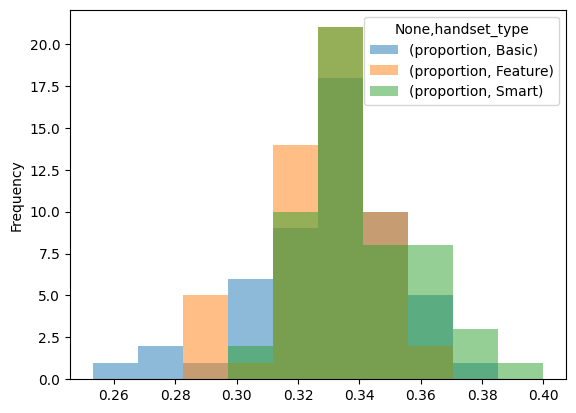 None,handset_type
(proportion, Basic)
(proportion, Feature)
(proportion, Smart)
Frequency
20.0
17.5
15.0
12.5
10.0
7.5
5.0
2.5
0.0
0.26 0.28 0.30 0.32 0.34 0.36 0.38 0.40